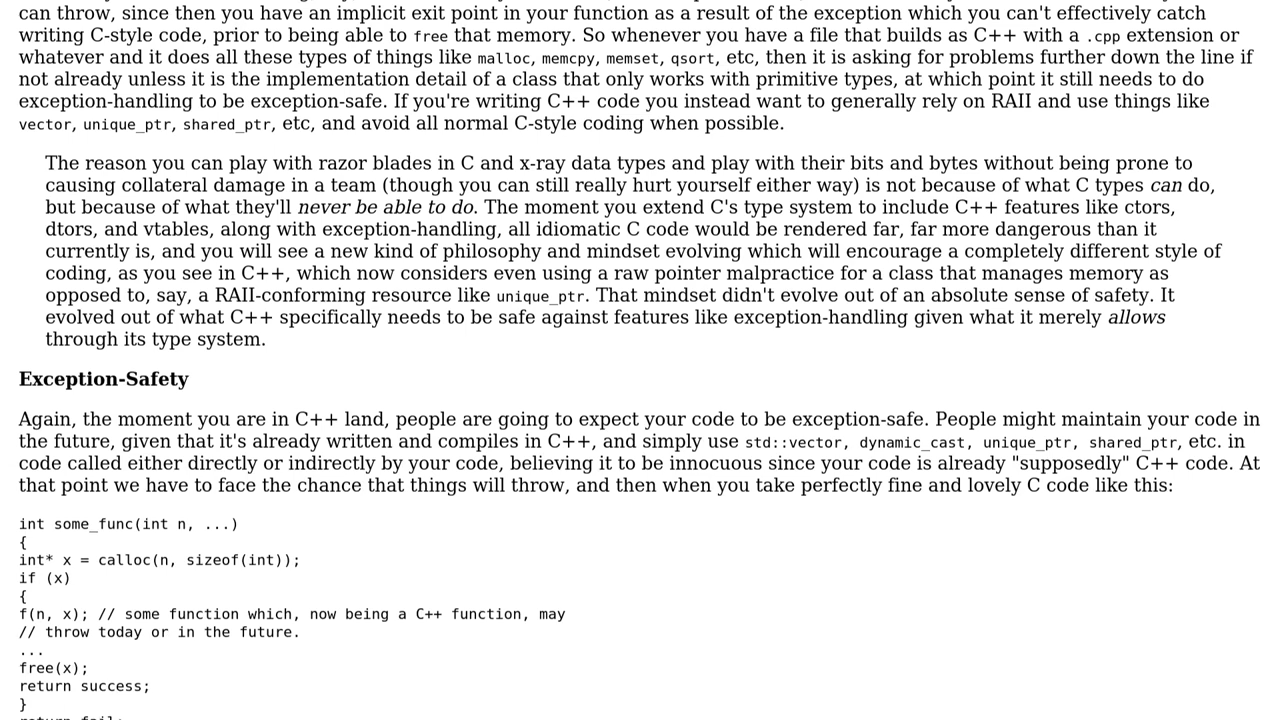 can throw, since then you have an implicit exit point in your function as a result of the exception which you can't effectively catch
writing C-style code, prior to being able to free that memory. So whenever you have a file that builds as C++ with a .cpp extension or
whatever and it does all these types of things like malloc, memcpy, memset, qsort, etc, then it is asking for problems further down the line if
not already unless it is the implementation detail of a class that only works with primitive types, at which point it still needs to do
exception-handling to be exception-safe. If you're writing C++ code you instead want to generally rely on RAII and use things like
vector, unique_ptr, shared_ptr, etc, and avoid all normal C-style coding when possible.
The reason you can play with razor blades in C and x-ray data types and play with their bits and bytes without being prone to
causing collateral damage in a team (though you can still really hurt yourself either way) is not because of what C types can do,
but because of what they'll never be able to do. The moment you extend C's type system to include C++ features like ctors,
dtors, and vtables, along with exception-handling, all idiomatic C code would be rendered far, far more dangerous than it
currently is, and you will see a new kind of philosophy and mindset evolving which will encourage a completely different style of
coding, as you see in C++, which now considers even using a raw pointer malpractice for a class that manages memory as
opposed to, say, a RAII-conforming resource like unique_ptr. That mindset didn't evolve out of an absolute sense of safety. It
evolved out of what C++ specifically needs to be safe against features like exception-handling given what it merely allows
through its type system.
Exception-Safety
Again, the moment you are in C++ land, people are going to expect your code to be exception-safe. People might maintain your code in
the future, given that it's already written and compiles in C++, and simply use std::vector, dynamic_cast, unique_ptr, shared_ptr, etc. in
code called either directly or indirectly by your code, believing it to be innocuous since your code is already "supposedly" C++ code. At
that point we have to face the chance that things will throw, and then when you take perfectly fine and lovely C code like this:
int some_func(int n, ...)
{
int* x = calloc(n, sizeof(int));
if (x)
{
f(n, x); // some function which, now being a C++ function, may
// throw today or in the future.
...
free(x);
return success;
}